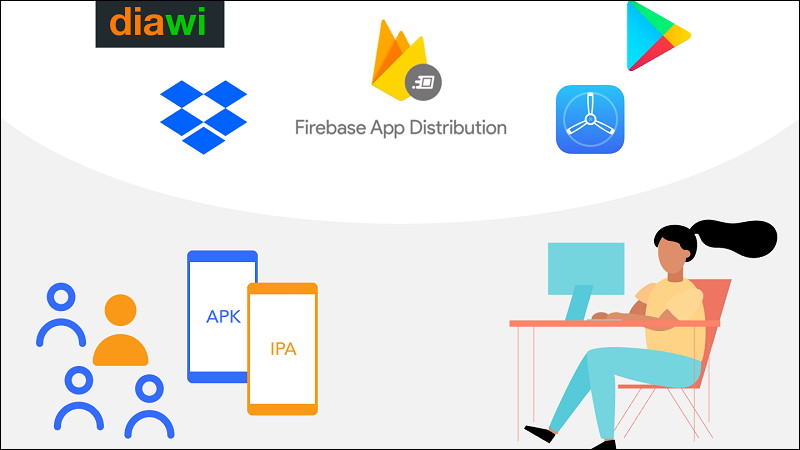 diawi
Firebase App Distribution
APK
IPA